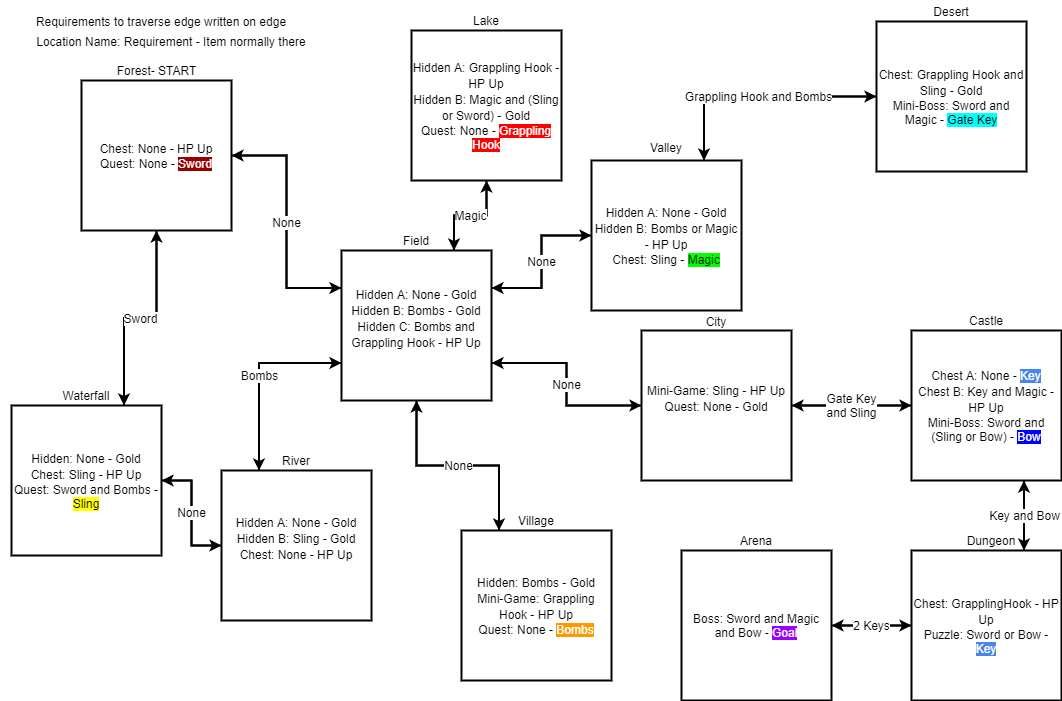 Requirements to traverse edge written on edge
Location Name: Requirement - Item normally there
Forest- START
Chest: None - HP Up
Quest: None - Sword
Lake
Hidden A: Grappling Hook -
HP Up
Hidden B: Magic and (Sling
or Sword) - Gold
Quest: None - Grappling
Hook
Desert
Chest: Grappling Hook and
Sling - Gold
Mini-Boss: Sword and
Magic - Gate Key
Grappling Hook and Bombs
Valley
Hidden A: None - Gold
Hidden B: Bombs or Magic
- HP Up
Chest: Sling - Magic
None
Magic
Field
Hidden A: None - Gold
Hidden B: Bombs - Gold
Hidden C: Bombs and
Grappling Hook - HP Up
None
Sword
Bombs
None
None
City
Mini-Game: Sling - HP Up
Quest: None - Gold
Gate Key
and Sling
Castle
Chest A: None - Key
Chest B: Key and Magic -
HP Up
Mini-Boss: Sword and
(Sling or Bow) - Bow
Waterfall
Hidden: None - Gold
Chest: Sling - HP Up
Quest: Sword and Bombs -
Sling
None
River
Hidden A: None - Gold
Hidden B: Sling - Gold
Chest: None - HP Up
Village
Hidden: Bombs - Gold
Mini-Game: Grappling
Hook - HP Up
Quest: None - Bombs
Key and Bow
Arena
Boss: Sword and Magic
and Bow - Goal
2 Keys
Dungeon
Chest: GrapplingHook - HP
Up
Puzzle: Sword or Bow -
Key